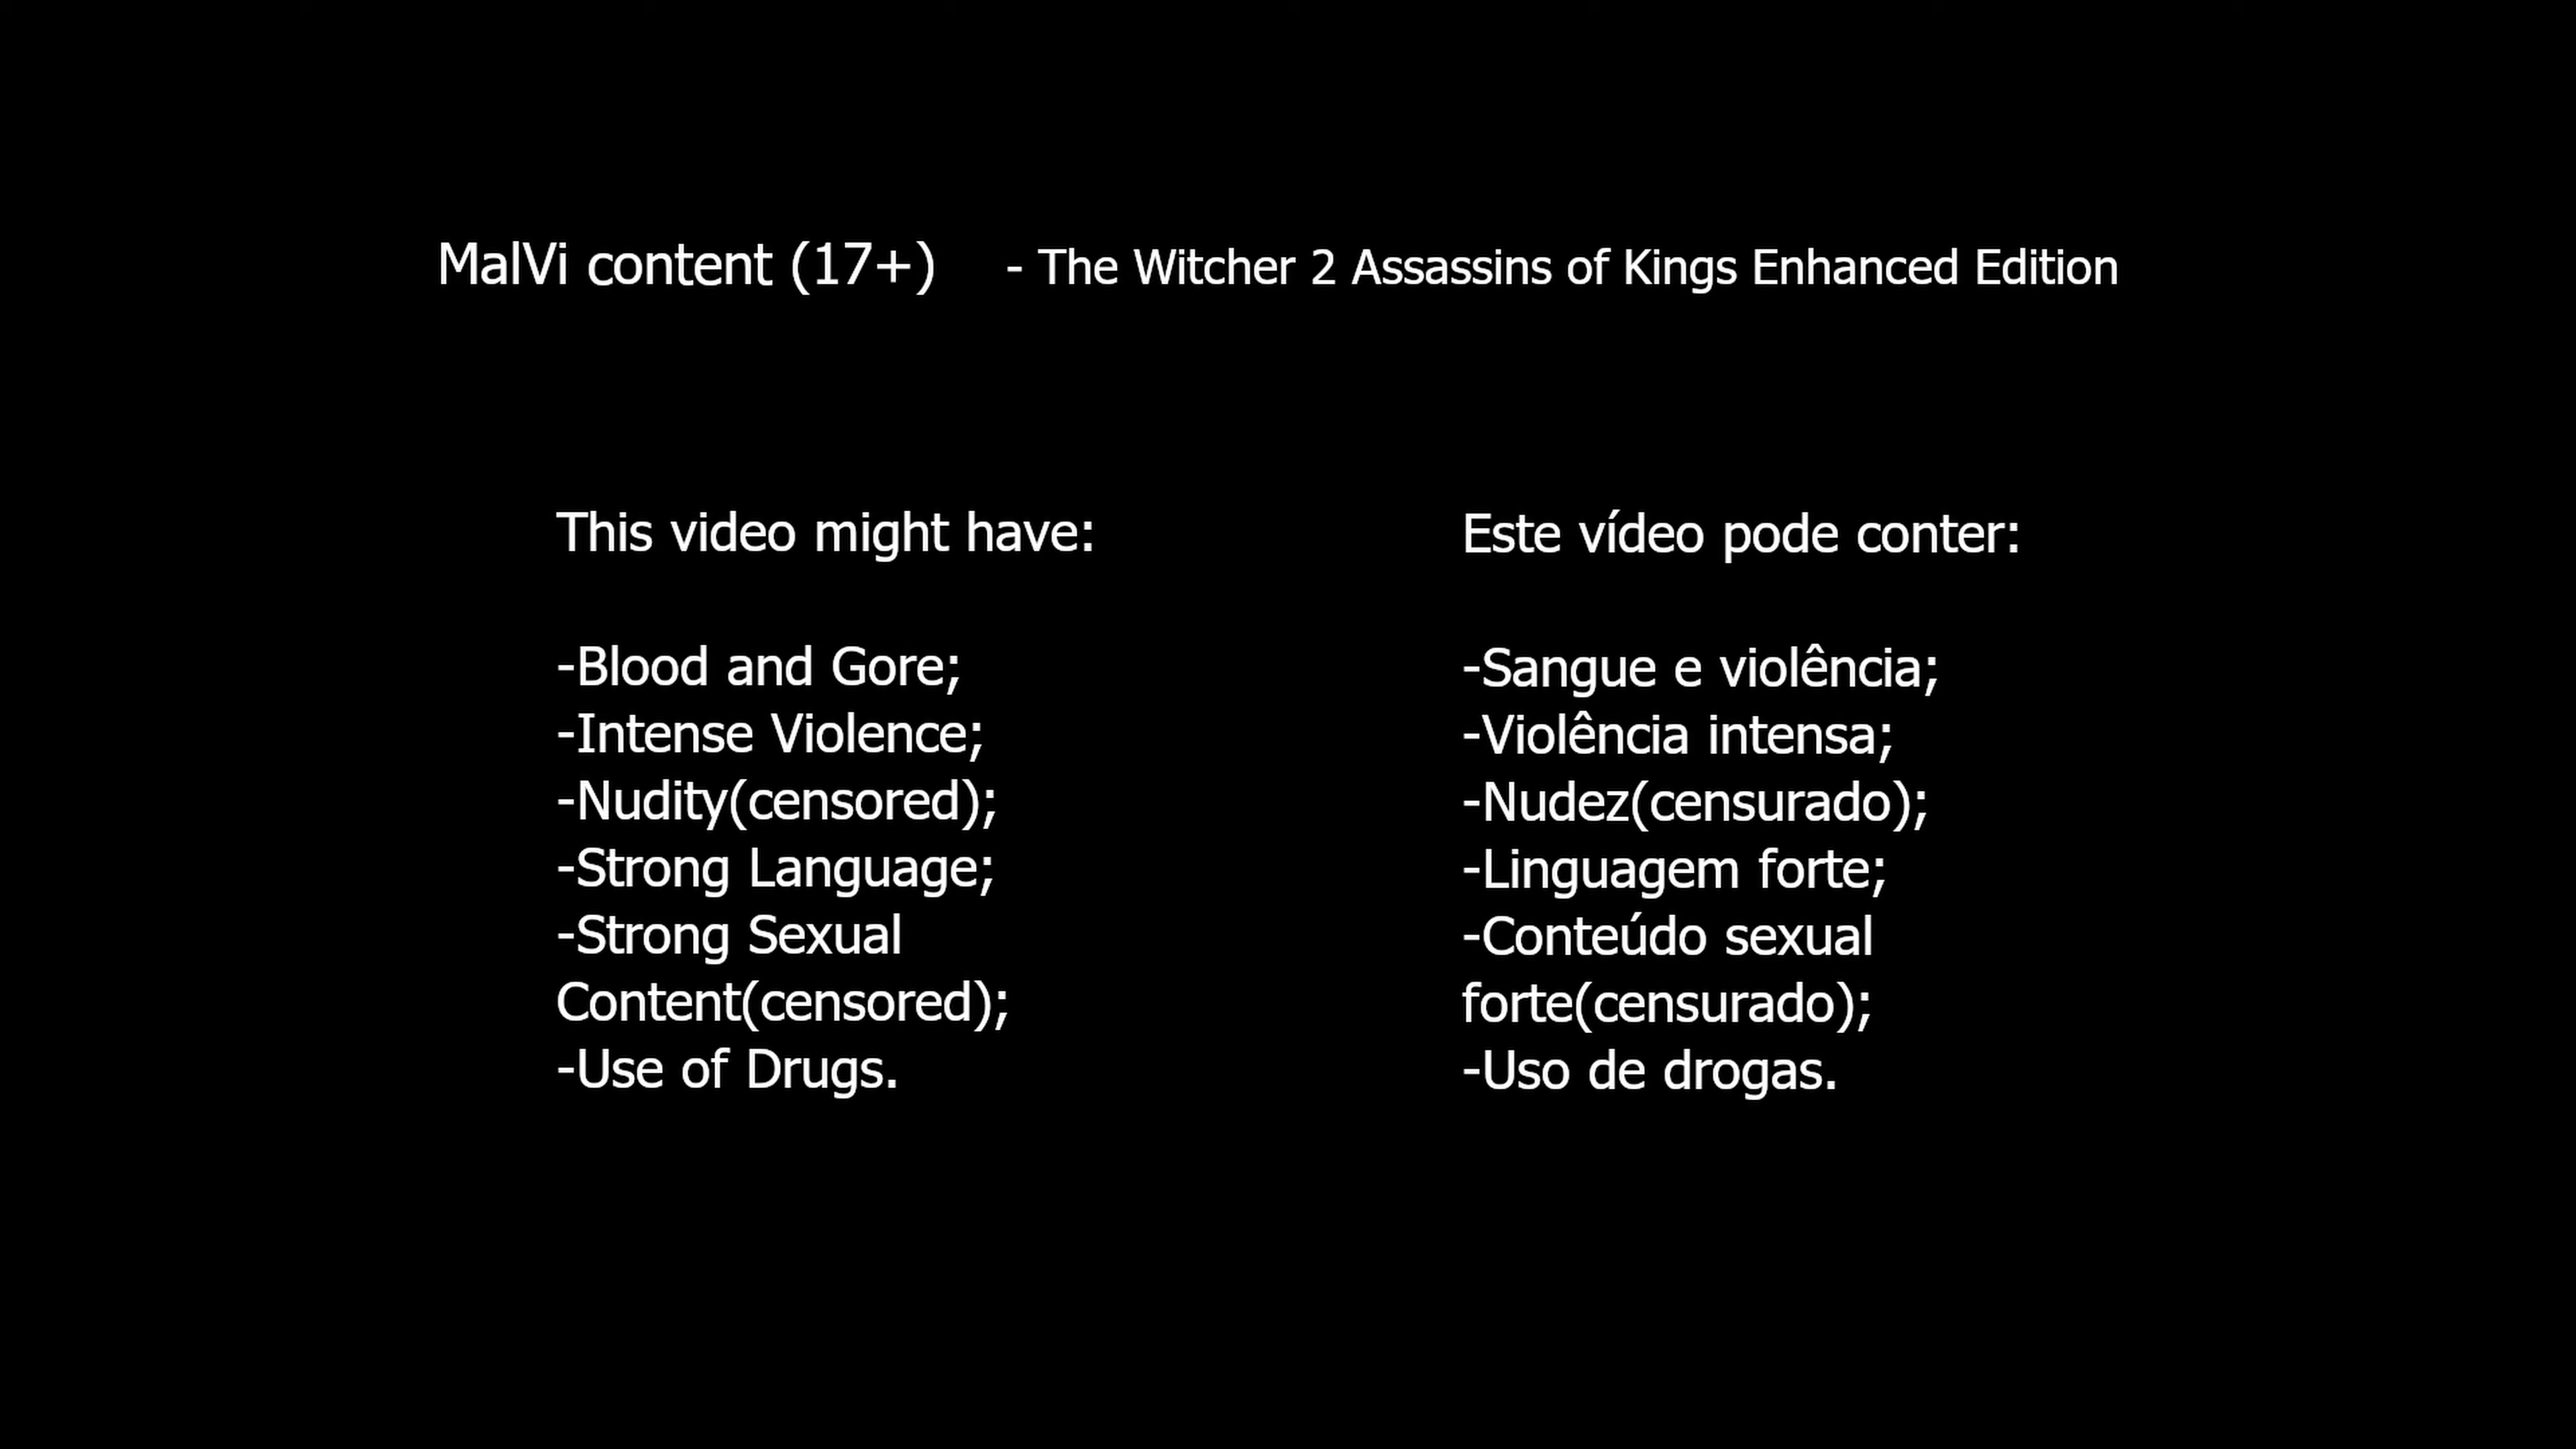 MalVi content (17+) - The Witcher 2 Assassins of Kings Enhanced Edition
This video might have:
-Blood and Gore;
-Intense Violence;
-Nudity(censored);
-Strong Language;
-Strong Sexual
Content(censored);
-Use of Drugs.
Este vídeo pode conter:
-Sangue e violência;
-Violência intensa;
-Nudez(censurado);
-Linguagem forte;
-Conteúdo sexual
forte(censurado);
-Uso de drogas.